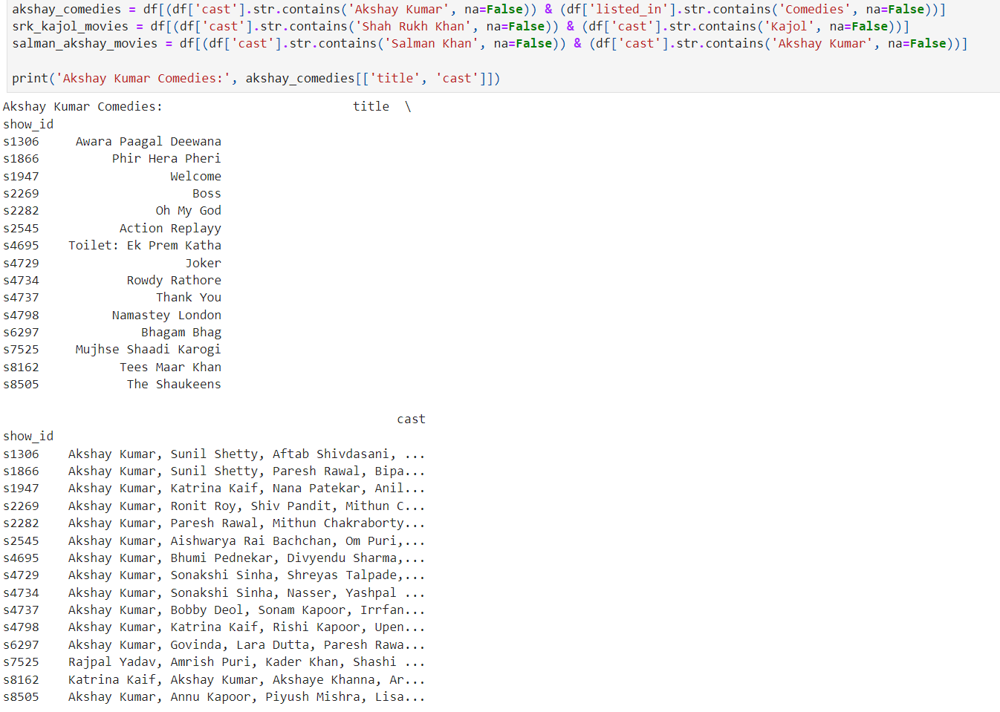 akshay_comedies = df[(df['cast'].str.contains('Akshay Kumar', na=False)) & (df['listed_in'].str.contains('Comedies', na=False))]
srk_kajol_movies = df[(df['cast'].str.contains('Shah Rukh Khan', na=False)) & (df['cast'].str.contains('Kajol', na=False))]
salman_akshay_movies = df[(df['cast'].str.contains('Salman Khan', na=False)) & (df['cast'].str.contains('Akshay Kumar', na=False))]
print('Akshay Kumar Comedies:', akshay_comedies[['title', 'cast']])
Akshay Kumar Comedies: title \
show_id
s1306 Awara Paagal Deewana
s1866 Phir Hera Pheri
s1947 Welcome
s2269 Boss
s2282 Oh My God
s2545 Action Replayy
s4695 Toilet: Ek Prem Katha
s4729 Joker
s4734 Rowdy Rathore
s4737 Thank You
s4798 Namastey London
s6297 Bhagam Bhag
s7525 Mujhse Shaadi Karogi
s8162 Tees Maar Khan
s8505 The Shaukeens
cast
show_id
s1306 Akshay Kumar, Sunil Shetty, Aftab Shivdasani, ...
s1866 Akshay Kumar, Sunil Shetty, Paresh Rawal, Bipa...
s1947 Akshay Kumar, Katrina Kaif, Nana Patekar, Anil...
s2269 Akshay Kumar, Ronit Roy, Shiv Pandit, Mithun C...
s2282 Akshay Kumar, Paresh Rawal, Mithun Chakraborty...
s2545 Akshay Kumar, Aishwarya Rai Bachchan, Om Puri,...
s4695 Akshay Kumar, Bhumi Pednekar, Divyendu Sharma,...
s4729 Akshay Kumar, Sonakshi Sinha, Shreyas Talpade,...
s4734 Akshay Kumar, Sonakshi Sinha, Nasser, Yashpal ...
s4737 Akshay Kumar, Bobby Deol, Sonam Kapoor, Irrfan...
s4798 Akshay Kumar, Katrina Kaif, Rishi Kapoor, Upen...
s6297 Akshay Kumar, Govinda, Lara Dutta, Paresh Rawa...
s7525 Rajpal Yadav, Amrish Puri, Kader Khan, Shashi ...
s8162 Katrina Kaif, Akshay Kumar, Akshaye Khanna, Ar...
s8505 Akshay Kumar, Annu Kapoor, Piyush Mishra, Lisa...